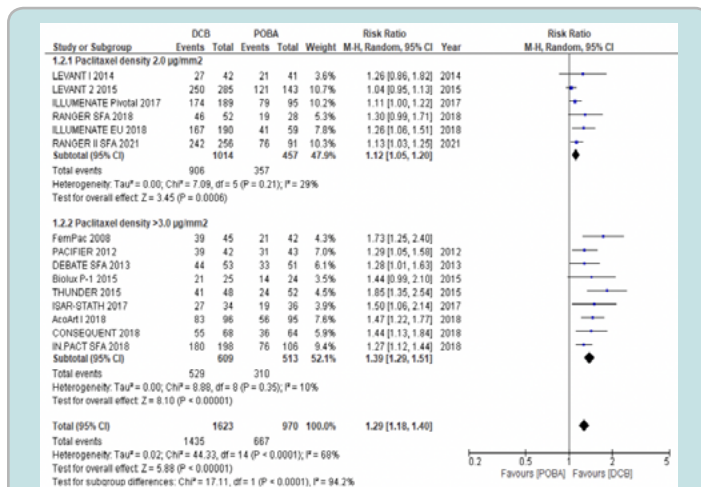 DCB POBA Risk Ratio Risk Ratio
Study or Subgroup Events Total Events Total Weight M-H, Random, 95% CI Year M-H, Random, 95% CI
1.2.1 Paclitaxel density 2.0 µg/mm2
LEVANT I 2014 27 42 21 41 3.6% 1.26 [0.86, 1.82] 2014
LEVANT 2 2015 250 285 121 143 10.8% 1.04 [0.95, 1.13] 2015
ILLUMENATE Pivotal 2017 174 189 79 95 10.4% 1.11 [1.00, 1.22] 2017
RANGER SFA 2018 46 52 19 28 5.0% 1.30 [0.99, 1.71] 2018
ILLUMENATE EU 2018 167 190 41 59 7.9% 1.26 [1.06, 1.51] 2018
RANGER II SFA 2021 242 256 76 91 10.3% 1.13 [1.03, 1.25] 2021
Subtotal (95% CI) 1014 457 47.9% 1.12 [1.05, 1.20]
Total events 906 357
Heterogeneity: Tau² = 0.00; Chi² = 7.09, df = 5 (P = 0.21); I² = 29%
Test for overall effect: Z = 3.45 (P = 0.0006)
1.2.2 Paclitaxel density >3.0 µg/mm2
FemPac 2008 39 45 21 42 4.3% 1.73 [1.25, 2.40]
PACIFIER 2012 39 42 31 43 7.0% 1.29 [1.05, 1.58] 2012
DEBATE SFA 2013 44 53 33 51 6.1% 1.28 [1.01, 1.63] 2013
Biolux P-1 2015 21 25 14 24 3.5% 1.44 [0.99, 2.10] 2015
THUNDER 2015 41 48 24 52 4.5% 1.85 [1.35, 2.54] 2015
ISAR-STATH 2017 27 34 19 36 4.0% 1.50 [1.06, 2.14] 2017
AcoArt I 2018 83 96 56 95 7.7% 1.47 [1.22, 1.77] 2018
CONSEQUENT 2018 55 68 36 64 6.2% 1.44 [1.13, 1.84] 2018
IN.PACT SFA 2018 180 198 76 106 9.3% 1.27 [1.12, 1.44] 2018
Subtotal (95% CI) 609 513 52.1% 1.39 [1.29, 1.51]
Total events 529 310
Heterogeneity: Tau² = 0.00; Chi² = 8.88, df = 8 (P = 0.35); I² = 10%
Test for overall effect: Z = 8.10 (P < 0.00001)
Total (95% CI) 1623 970 100.0% 1.29 [1.18, 1.40]
Total events 1435 667
Heterogeneity: Tau² = 0.02; Chi² = 44.33, df = 14 (P < 0.0001); I² = 68%
Test for overall effect: Z = 5.88 (P < 0.00001)
Test for subgroup differences: Chi² = 17.11, df = 1 (P < 0.0001), I² = 94.2%
0.2 0.5 1 2 5
Favours [POBA] Favours [DCB]